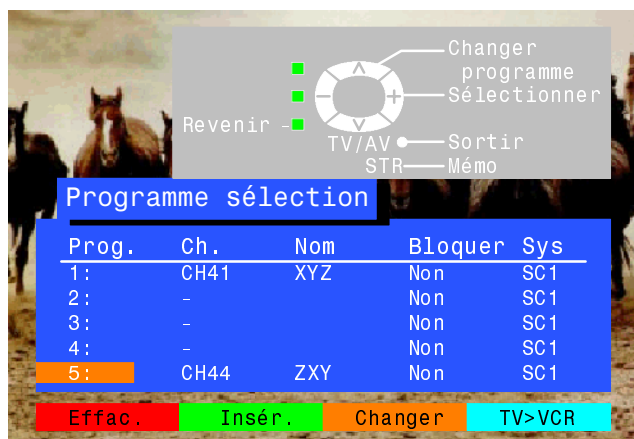 Changer
programme
Sélectionner
Revenir
TV/AV Sortir
STR Mémo
Programme sélection
Prog. Ch. Nom Bloquer Sys
1: CH41 XYZ Non SC1
2: - Non SC1
3: - Non SC1
4: - Non SC1
5: CH44 ZXY Non SC1
Effac. Insér. Changer TV>VCR